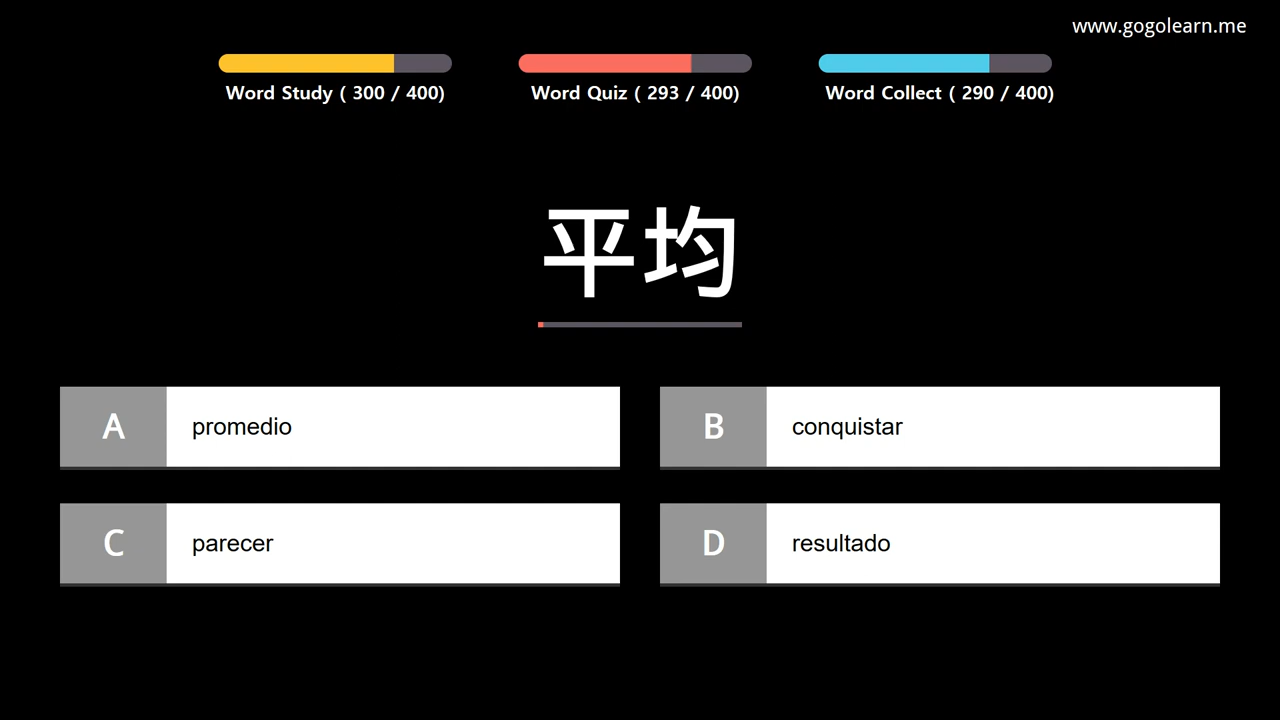 www.gogolearn.me
Word Study ( 300 / 400)
Word Quiz ( 293 / 400)
Word Collect ( 290 / 400)
平均
A
promedio
B
conquistar
C
parecer
D
resultado